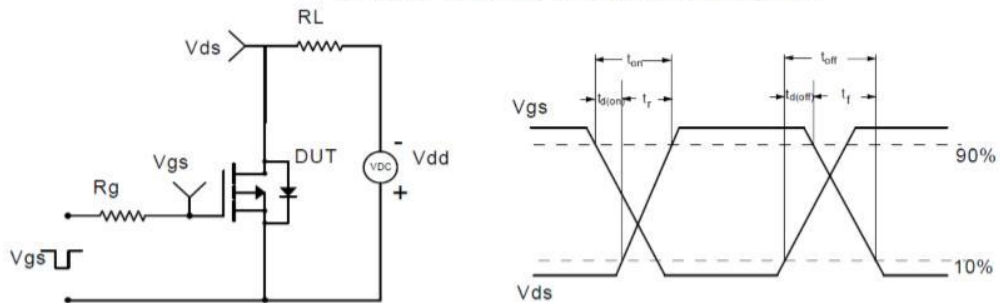 RL
Vds
Vgs
DUT
Rg
Vgs
VDC
-
+
Vdd
ton
toff
td(on)
tr
td(off)
tf
Vgs
90%
10%
Vds